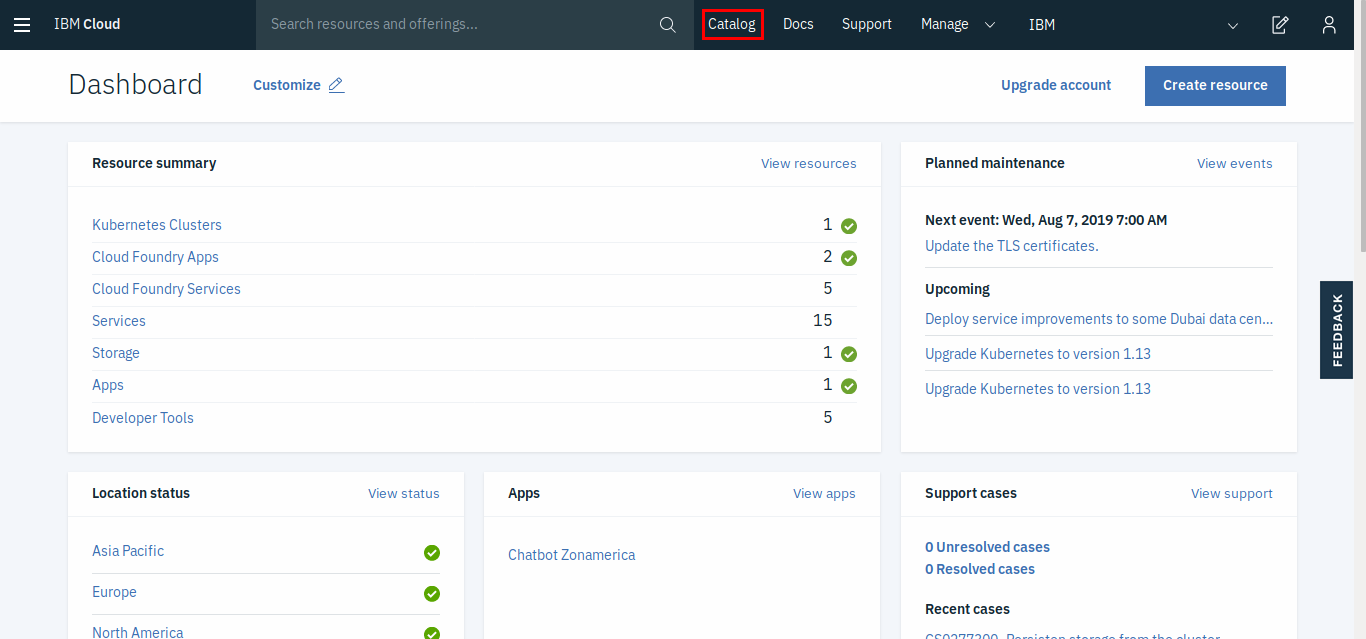 IBM Cloud
Search resources and offerings...
Catalog
Docs
Support
Manage
IBM
Dashboard
Customize
Upgrade account
Create resource
Resource summary
View resources
Kubernetes Clusters 1
Cloud Foundry Apps 2
Cloud Foundry Services 5
Services 15
Storage 1
Apps 1
Developer Tools 5
Planned maintenance
View events
Next event: Wed, Aug 7, 2019 7:00 AM
Update the TLS certificates.
Upcoming
Deploy service improvements to some Dubai data cen...
Upgrade Kubernetes to version 1.13
Upgrade Kubernetes to version 1.13
FEEDBACK
Location status
View status
Asia Pacific
Europe
North America
Apps
View apps
Chatbot Zonamerica
Support cases
View support
0 Unresolved cases
0 Resolved cases
Recent cases
storage from the cluster